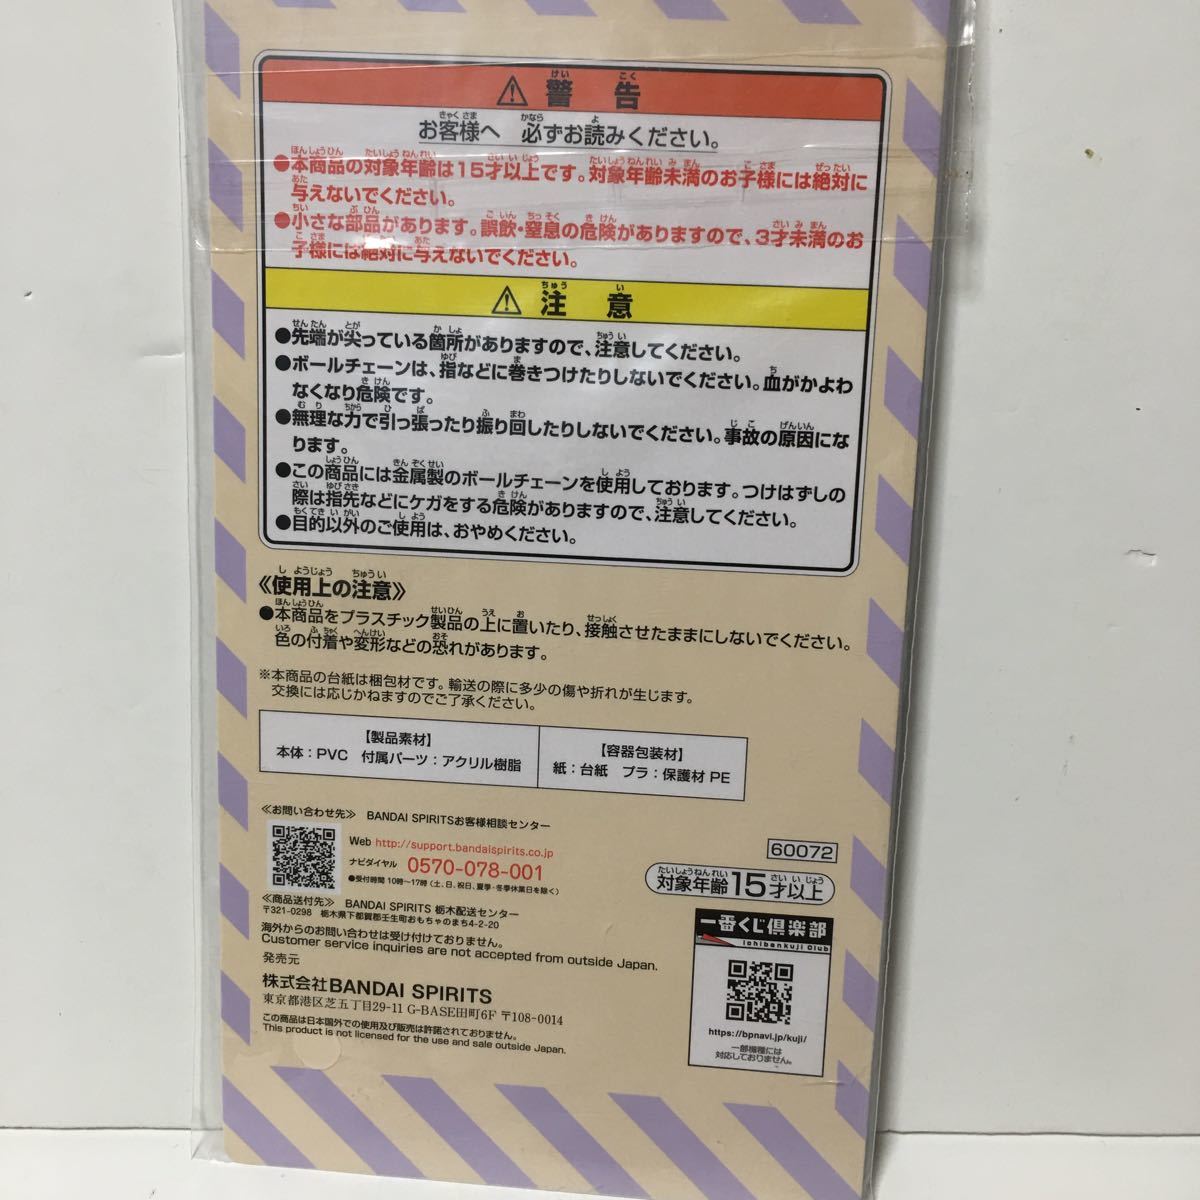 ⚠ 警告
お客様へ 必ずお読みください。
●本商品の対象年齢は15才以上です。対象年齢未満のお子様には絶対に
与えないでください。
●小さな部品があります。誤飲・窒息の危険がありますので、3才未満のお
子様には絶対に与えないでください。
⚠ 注意
●先端が尖っている箇所がありますので、注意してください。
●ボールチェーンは、指などに巻きつけたりしないでください。血がかよわ
なくなり危険です。
●無理な力で引っ張ったり振り回したりしないでください。事故の原因にな
ります。
●この商品には金属製のボールチェーンを使用しております。つけはずしの
際は指先などにケガをする危険がありますので、注意してください。
●目的以外のご使用は、おやめください。
《使用上の注意》
●本商品をプラスチック製品の上に置いたり、接触させたままにしないでください。
色の付着や変形などの恐れがあります。
※本商品の台紙は梱包材です。輸送の際に多少の傷や折れが生じます。
交換には応じかねますのでご了承ください。
【製品素材】
本体：PVC 付属パーツ：アクリル樹脂
【容器包装材】
紙：台紙 プラ：保護材 PE
≪お問い合わせ先≫ BANDAI SPIRITSお客様相談センター
Web http://support.bandaispirits.co.jp
ナビダイヤル 0570-078-001
●受付時間 10時〜17時（土、日、祝日、夏季・冬季休業日を除く）
≪商品送付先≫ BANDAI SPIRITS 栃木配送センター
〒321-0298 栃木県下都賀郡壬生町おもちゃのまち4-2-20
海外からのお問い合わせは受け付けておりません。
Customer service inquiries are not accepted from outside Japan.
発売元
株式会社BANDAI SPIRITS
東京都港区芝五丁目29-11 G-BASE田町6F 〒108-0014
この商品は日本国外での使用及び販売は許諾されておりません。
This product is not licensed for the use and sale outside Japan.
60072
対象年齢15才以上
一番くじ倶楽部
ichibankuji Club
https://bpnavi.jp/kuji/
一部機種には
対応しておりません。